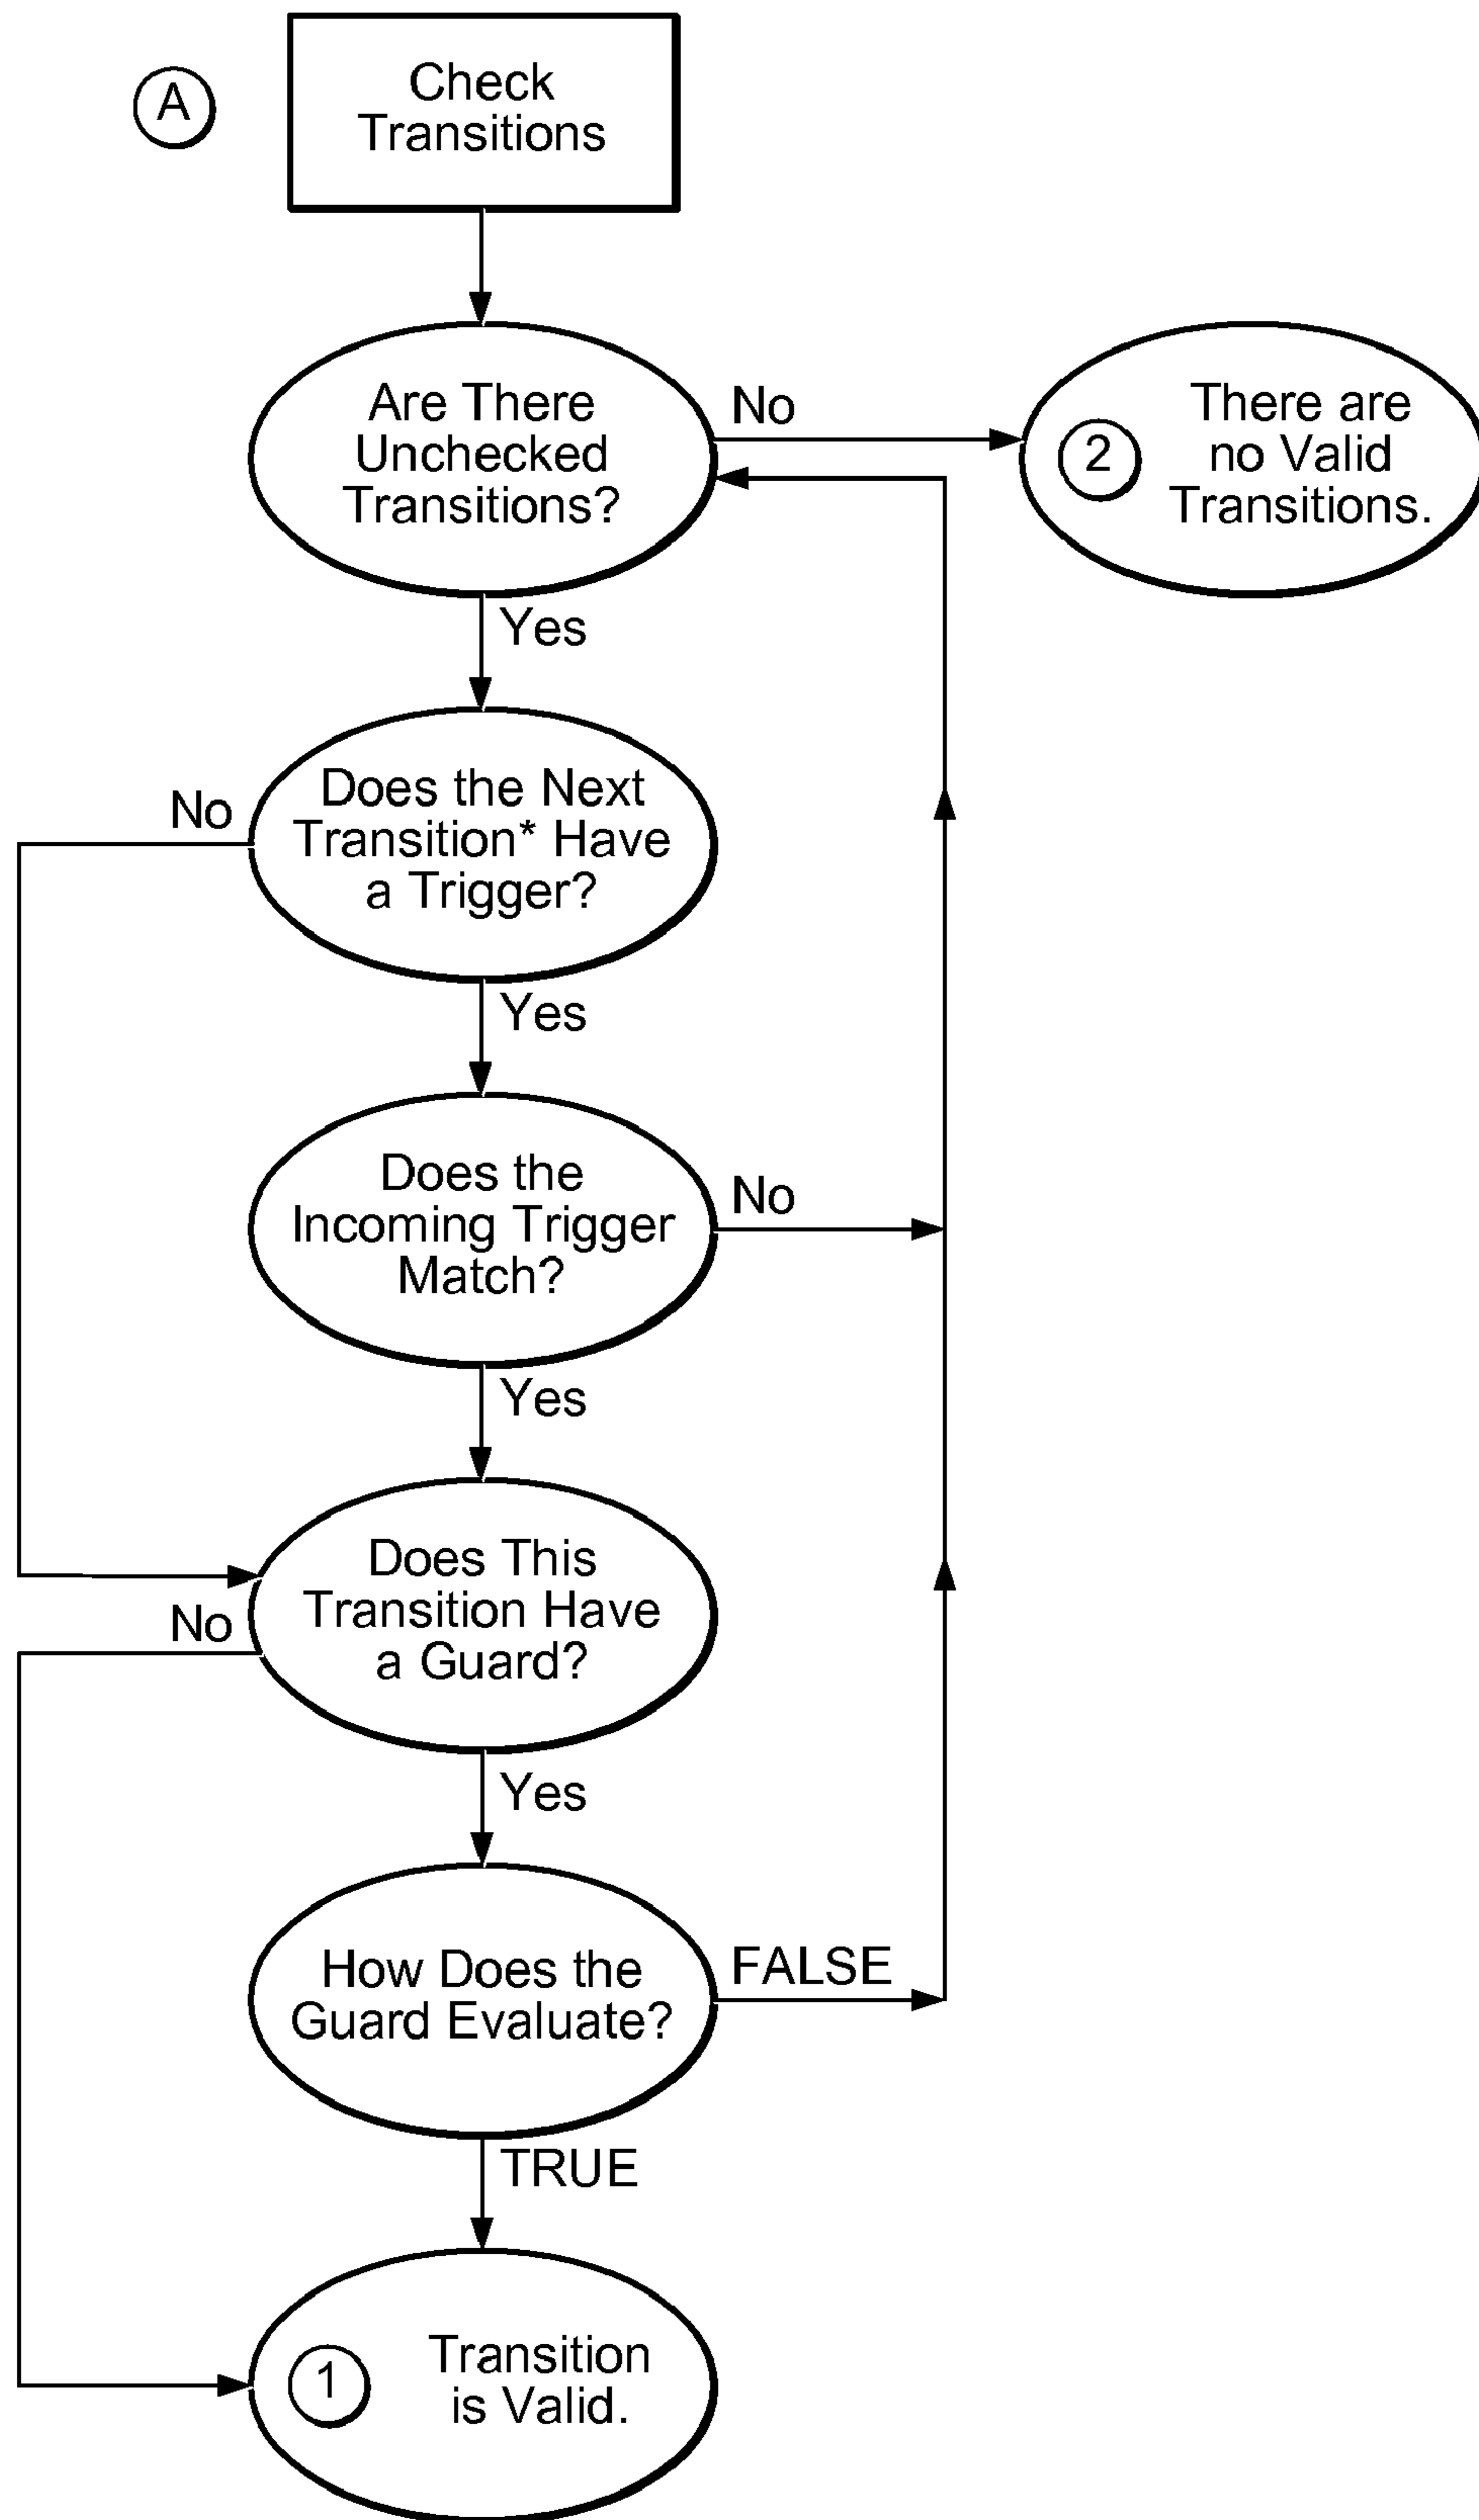 A
Check
Transitions
Are There
Unchecked
Transitions?
No
2
There are
no Valid
Transitions.
Yes
No
Does the Next
Transition* Have
a Trigger?
Yes
Does the
Incoming Trigger
Match?
No
Yes
Does This
Transition Have
a Guard?
No
Yes
How Does the
Guard Evaluate?
FALSE
TRUE
1
Transition
is Valid.